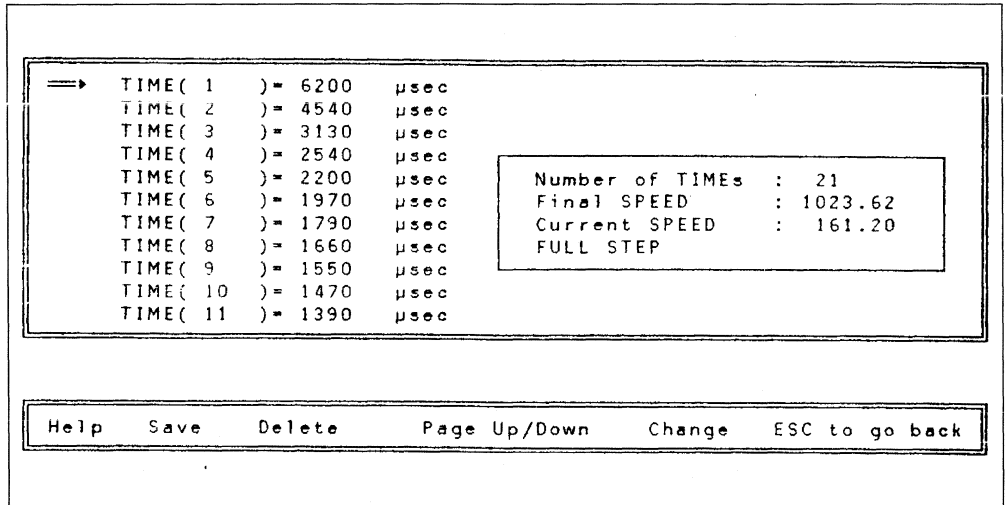 TIME( 1 )= 6200 µsec
TIME( 2 )= 4540 µsec
TIME( 3 )= 3130 µsec
TIME( 4 )= 2540 µsec
TIME( 5 )= 2200 µsec
TIME( 6 )= 1970 µsec
TIME( 7 )= 1790 µsec
TIME( 8 )= 1660 µsec
TIME( 9 )= 1550 µsec
TIME( 10 )= 1470 µsec
TIME( 11 )= 1390 µsec
Number of TIMEs : 21
Final SPEED : 1023.62
Current SPEED : 161.20
FULL STEP
Help Save Delete Page Up/Down Change ESC to go back